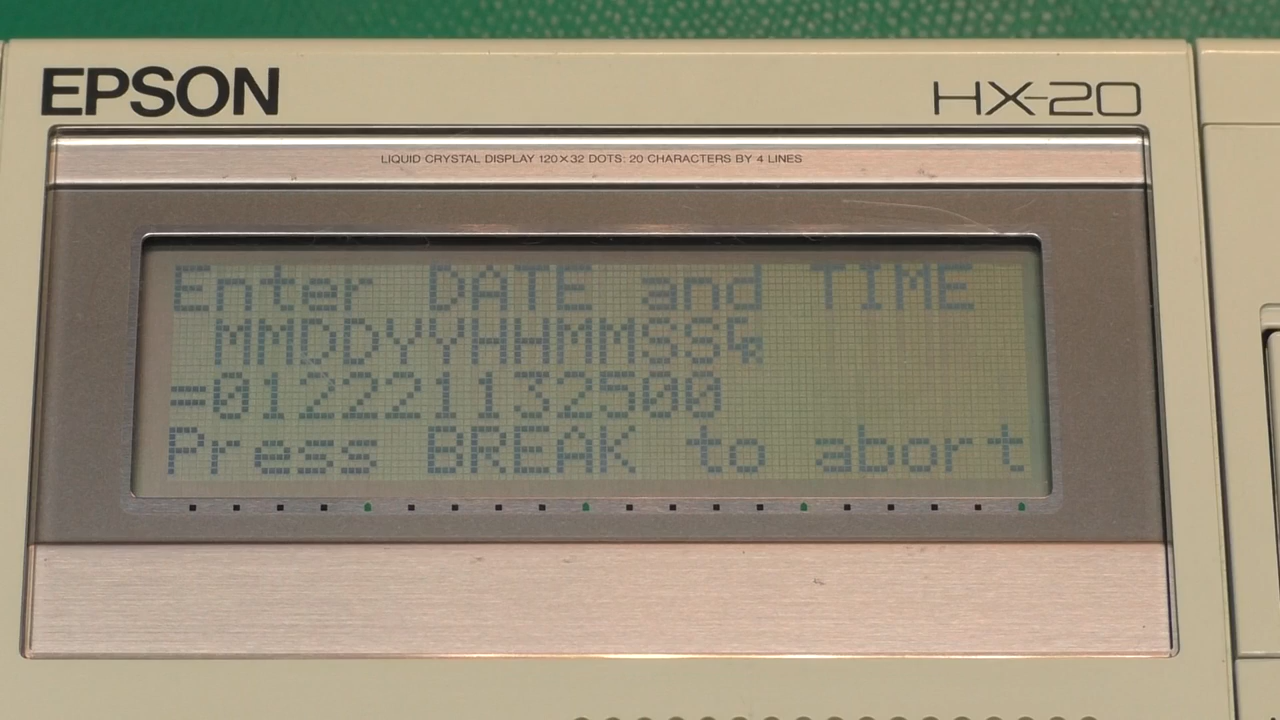 EPSON
HX-20
LIQUID CRYSTAL DISPLAY 120×32 DOTS: 20 CHARACTERS BY 4 LINES
Enter DATE and TIME
MMDDYYHHMMSS
=012221132500
Press BREAK to abort